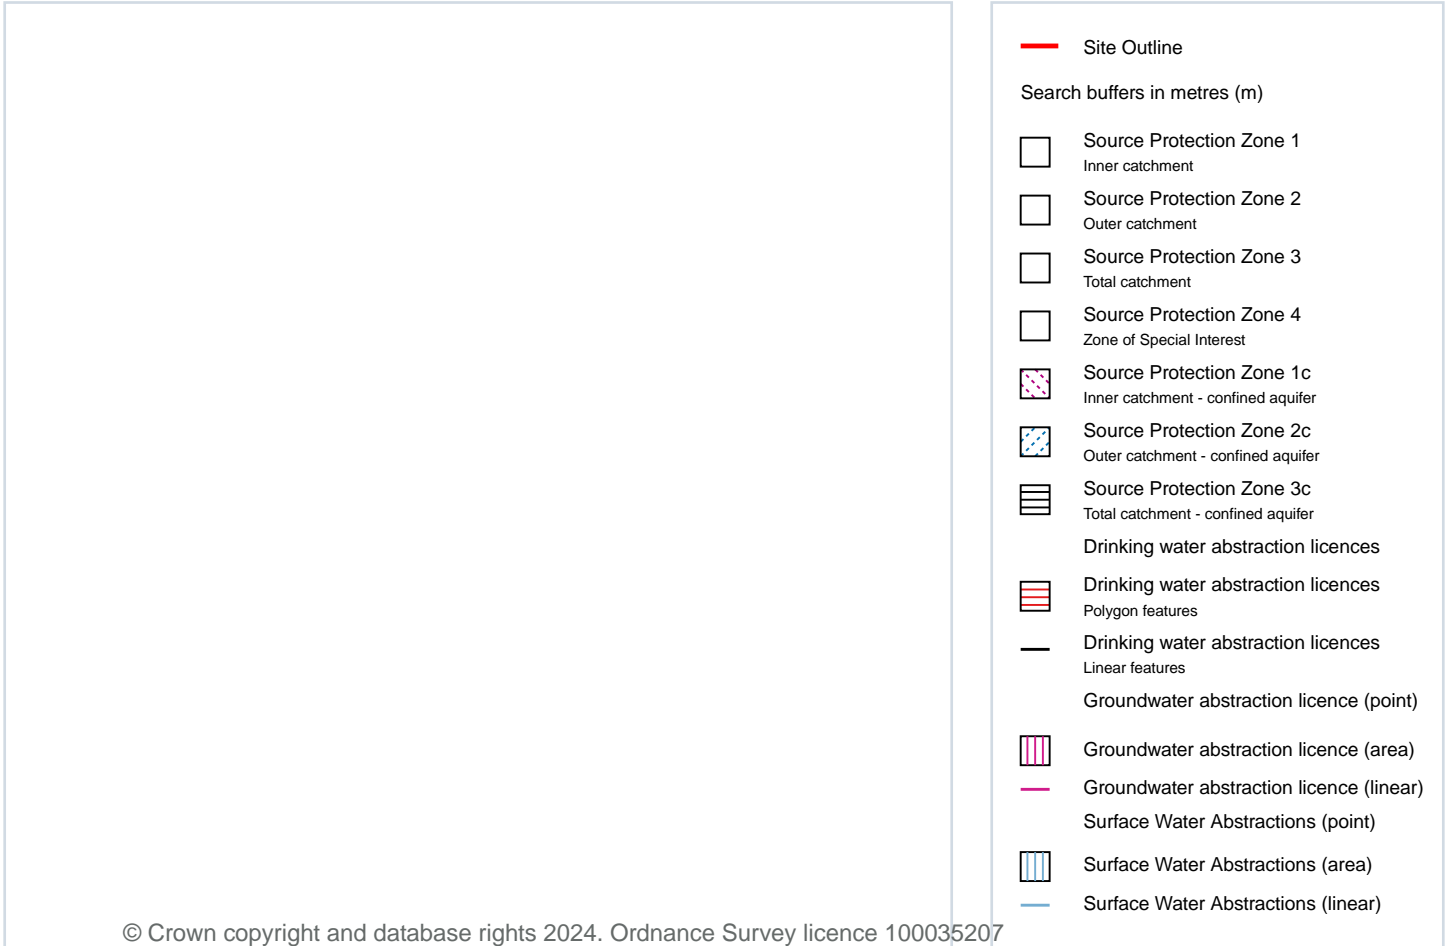 Site Outline
Search buffers in metres (m)
Source Protection Zone 1
Inner catchment
Source Protection Zone 2
Outer catchment
Source Protection Zone 3
Total catchment
Source Protection Zone 4
Zone of Special Interest
Source Protection Zone 1c
Inner catchment - confined aquifer
Source Protection Zone 2c
Outer catchment - confined aquifer
Source Protection Zone 3c
Total catchment - confined aquifer
Drinking water abstraction licences
Drinking water abstraction licences
Polygon features
Drinking water abstraction licences
Linear features
Groundwater abstraction licence (point)
Groundwater abstraction licence (area)
Groundwater abstraction licence (linear)
Surface Water Abstractions (point)
Surface Water Abstractions (area)
Surface Water Abstractions (linear)
© Crown copyright and database rights 2024. Ordnance Survey licence 100035207